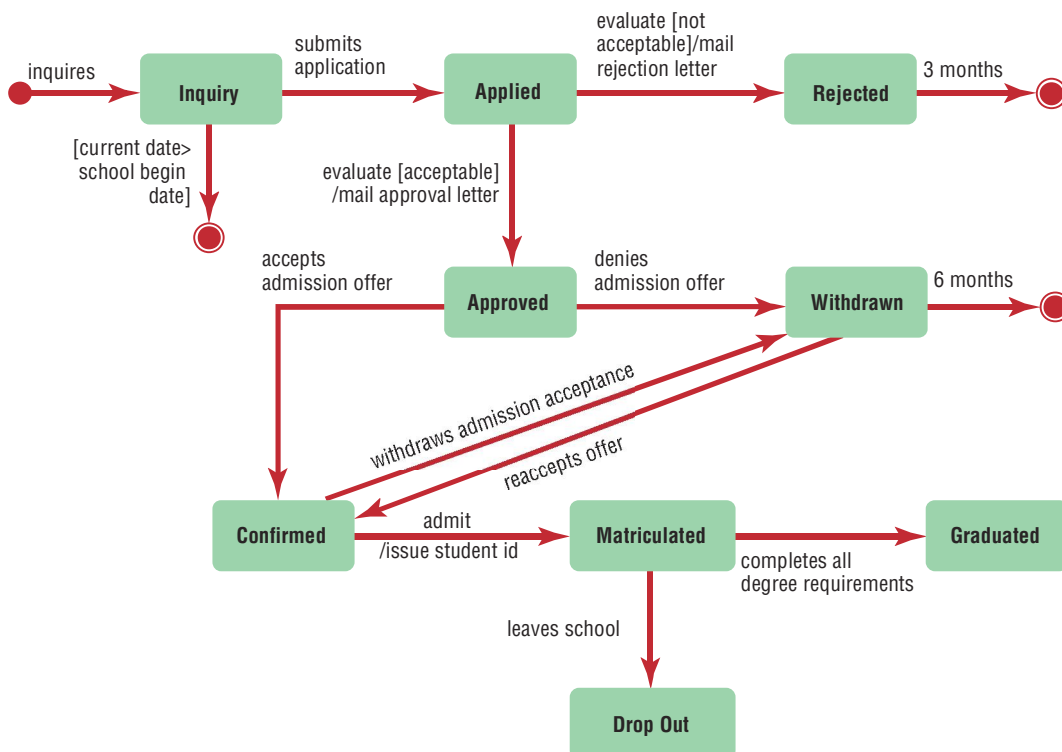 inquires
Inquiry
submits
application
Applied
evaluate [not
acceptable]/mail
rejection letter
Rejected
3 months
[current date>
school begin
date]
evaluate [acceptable]
/mail approval letter
accepts
admission offer
Approved
denies
admission offer
Withdrawn
6 months
withdraws admission acceptance
reaccepts offer
Confirmed
admit
/issue student id
Matriculated
completes all
degree requirements
Graduated
leaves school
Drop Out